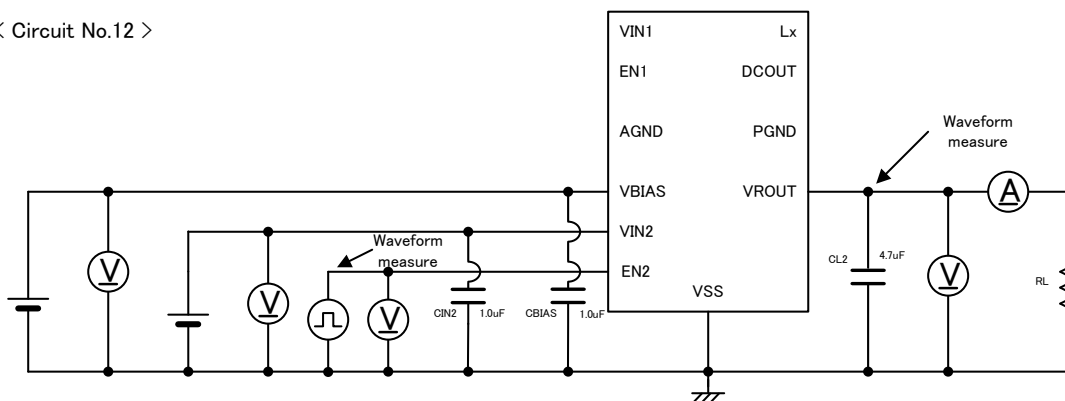 < Circuit No.12 >
VIN1 Lx
EN1 DCOUT
AGND PGND
Waveform
measure
VBIAS VROUT
A
VIN2
Waveform
measure
EN2
CL2 4.7uF
V
V
V
V
RL
VSS
CIN2 1.0uF CBIAS 1.0uF